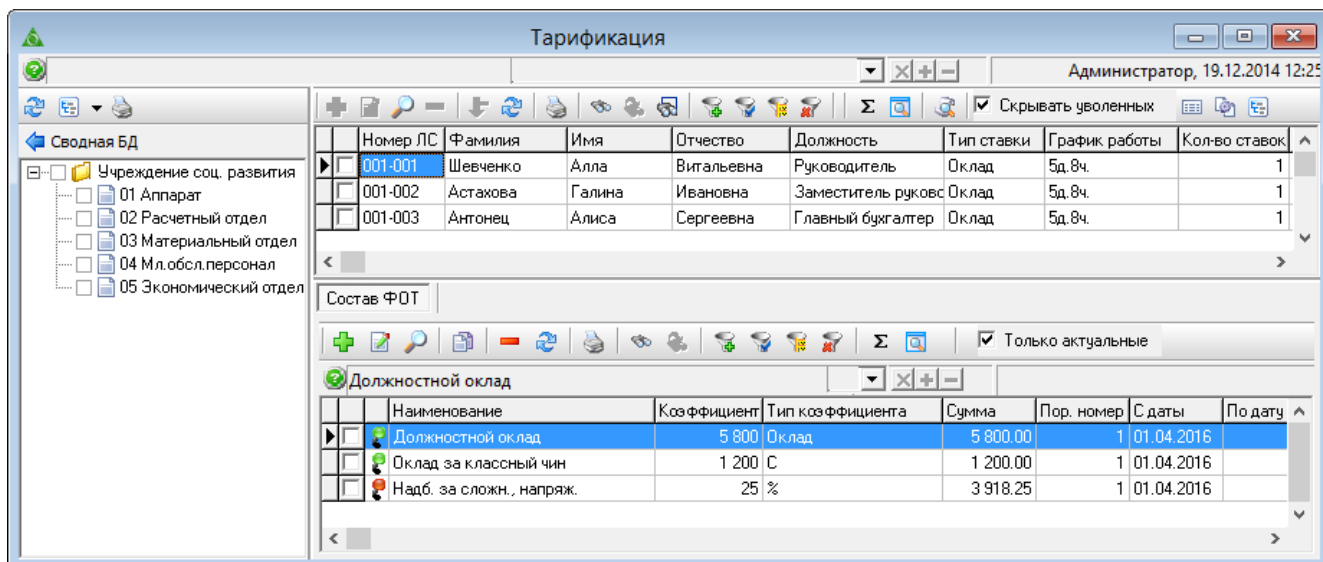 Тарификация
Администратор, 19.12.2014 12:25
Σ Скрывать уволенных
Сводная БД
Номер ЛС Фамилия Имя Отчество Должность Тип ставки График работы Кол-во ставок
Учреждение соц. развития
001-001 Шевченко Алла Витальевна Руководитель Оклад 5д.8ч. 1
01 Аппарат
001-002 Астахова Галина Ивановна Заместитель руковс Оклад 5д.8ч. 1
02 Расчетный отдел
001-003 Антонец Алиса Сергеевна Главный бухгалтер Оклад 5д.8ч. 1
03 Материальный отдел
04 Мл.обсл.персонал
05 Экономический отдел
Состав ФОТ
Σ Только актуальные
Должностной оклад
Наименование Коэффициент Тип коэффициента Сумма Пор. номер С даты По дату
Должностной оклад 5 800 Оклад 5 800.00 1 01.04.2016
Оклад за классный чин 1 200 С 1 200.00 1 01.04.2016
Надб. за сложн., напряж. 25 % 3 918.25 1 01.04.2016